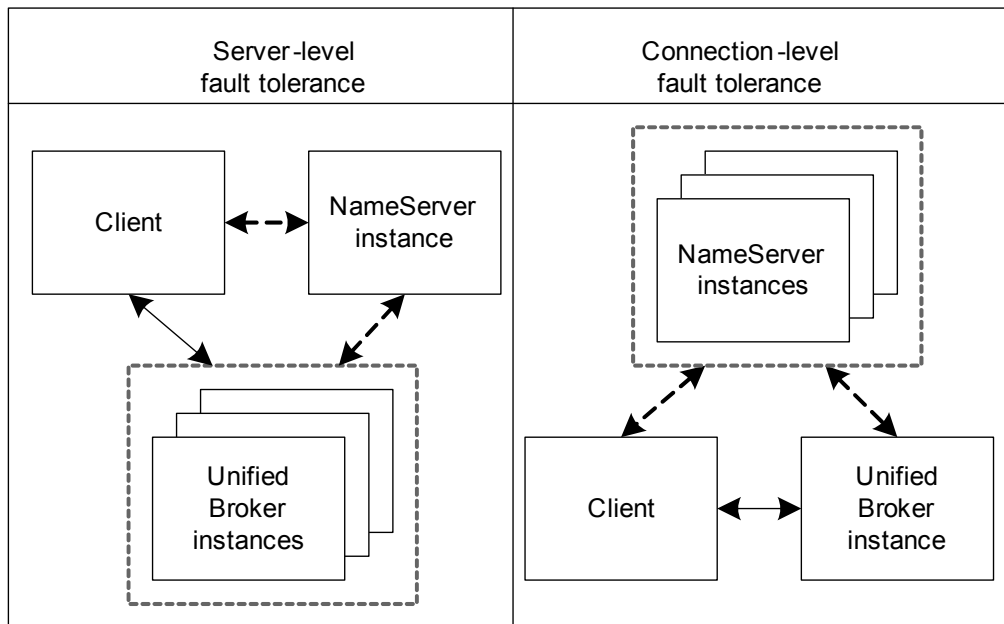 Server-level
fault tolerance
Connection-level
fault tolerance
Client
NameServer
instance
Unified
Broker
instances
NameServer
instances
Client
Unified
Broker
instance